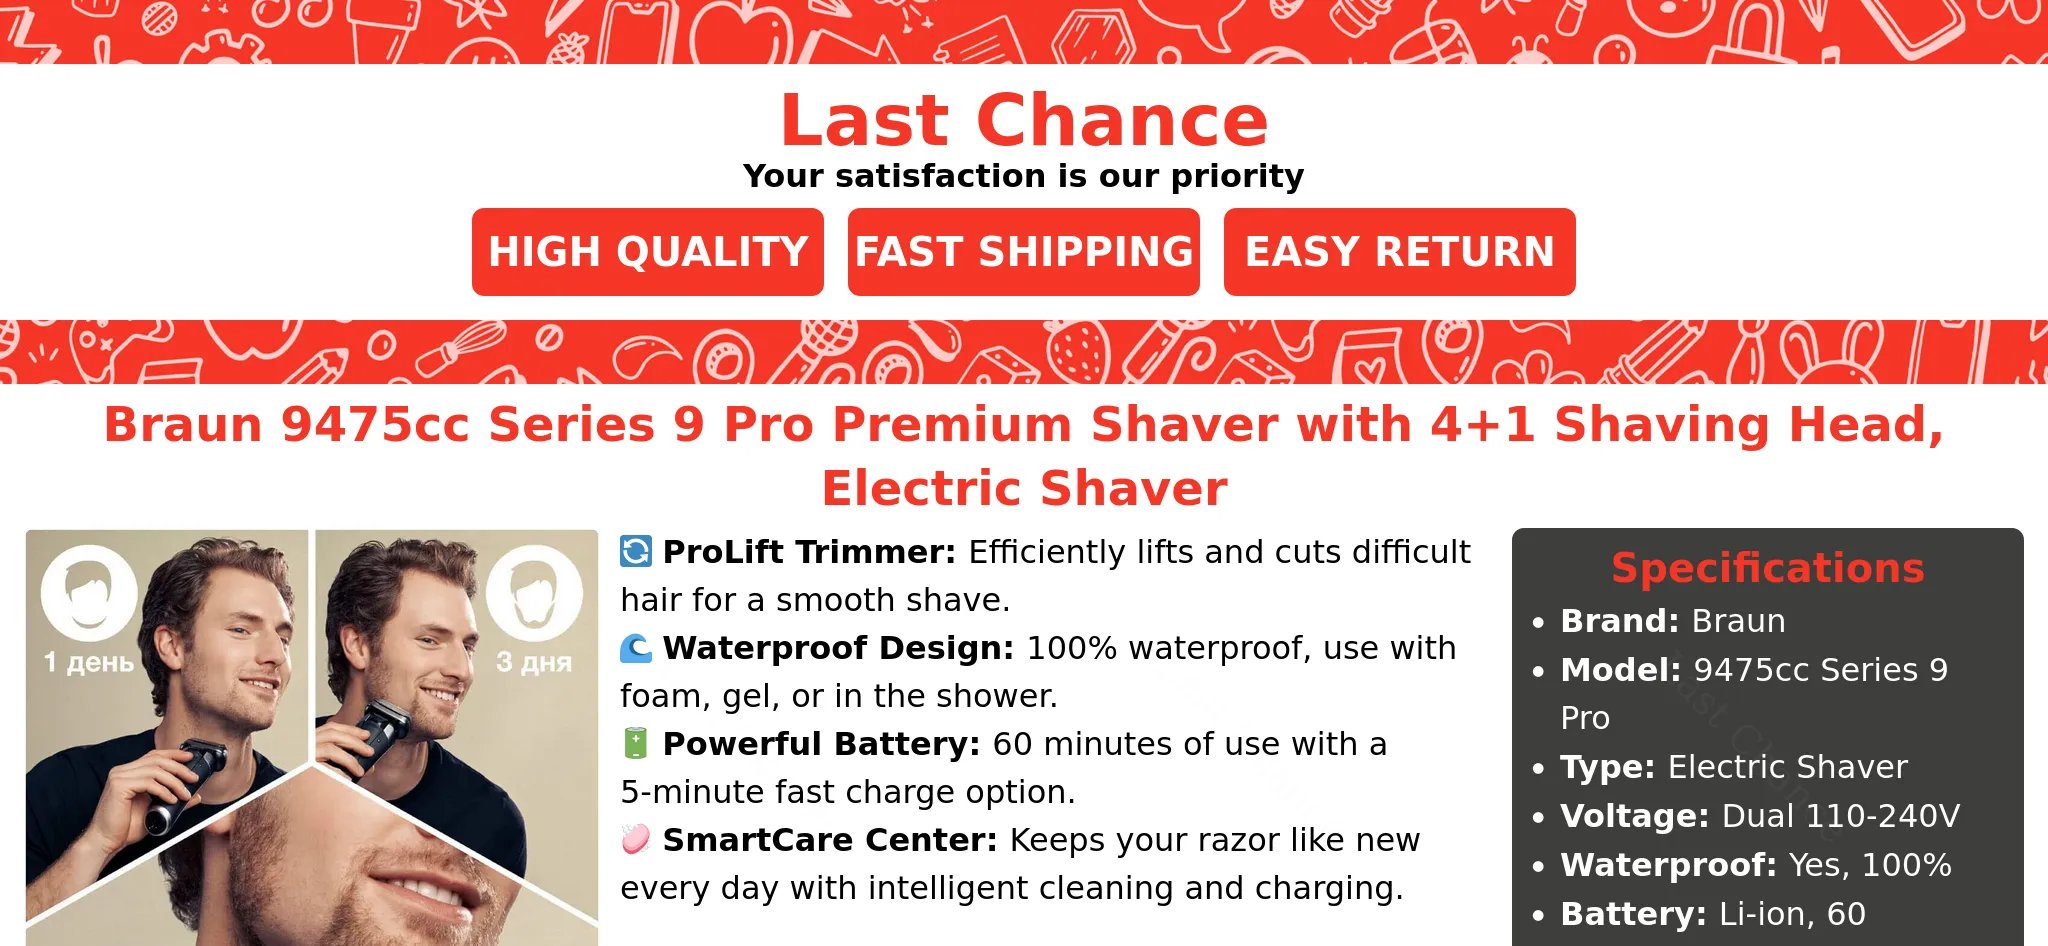 Last Chance
Your satisfaction is our priority
HIGH QUALITY
FAST SHIPPING
EASY RETURN
Braun 9475cc Series 9 Pro Premium Shaver with 4+1 Shaving Head,
Electric Shaver
1 день
3 дня
ProLift Trimmer: Efficiently lifts and cuts difficult
hair for a smooth shave.
Waterproof Design: 100% waterproof, use with
foam, gel, or in the shower.
Powerful Battery: 60 minutes of use with a
5-minute fast charge option.
SmartCare Center: Keeps your razor like new
every day with intelligent cleaning and charging.
Specifications
• Brand: Braun
• Model: 9475cc Series 9
Pro
• Type: Electric Shaver
• Voltage: Dual 110-240V
• Waterproof: Yes, 100%
• Battery: Li-ion, 60
Last Chance